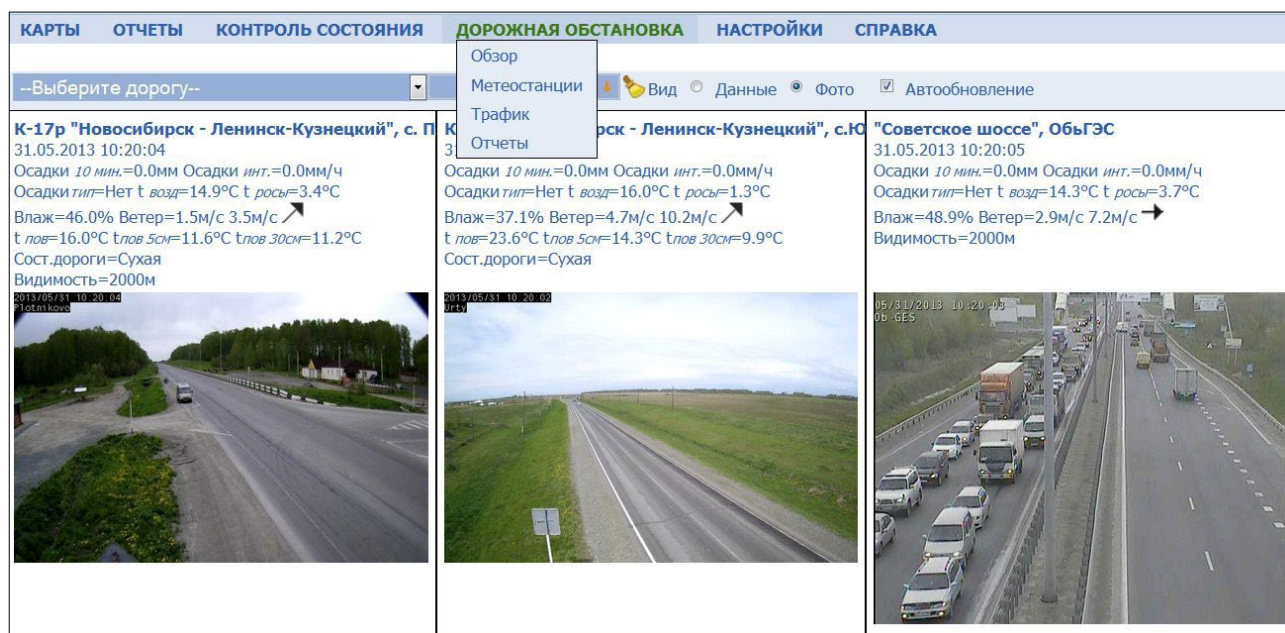 КАРТЫ ОТЧЕТЫ КОНТРОЛЬ СОСТОЯНИЯ ДОРОЖНАЯ ОБСТАНОВКА НАСТРОЙКИ СПРАВКА
Обзор
Метеостанции
Трафик
Отчеты
--Выберите дорогу-- Вид Данные Фото Автообновление
К-17р "Новосибирск - Ленинск-Кузнецкий", с. П
31.05.2013 10:20:04
Осадки 10 мин.=0.0мм Осадки инт.=0.0мм/ч
Осадки тип=Нет t возд=14.9°C t росы=3.4°C
Влаж=46.0% Ветер=1.5м/с 3.5м/с
t пов=16.0°C tпов 5см=11.6°C tпов 30см=11.2°C
Сост.дороги=Сухая
Видимость=2000м
2013/05/31 10:20:04
Plotnikovo
К рск - Ленинск-Кузнецкий", с.Ю
3
Осадки 10 мин.=0.0мм Осадки инт.=0.0мм/ч
Осадки тип=Нет t возд=16.0°C t росы=1.3°C
Влаж=37.1% Ветер=4.7м/с 10.2м/с
t пов=23.6°C tпов 5см=14.3°C tпов 30см=9.9°C
Сост.дороги=Сухая
2013/05/31 10:20:02
Urty
"Советское шоссе", ОбьГЭС
31.05.2013 10:20:05
Осадки 10 мин.=0.0мм Осадки инт.=0.0мм/ч
Осадки тип=Нет t возд=14.3°C t росы=3.7°C
Влаж=48.9% Ветер=2.9м/с 7.2м/с
Видимость=2000м
05/31/2013 10:20:03
Ob-GES